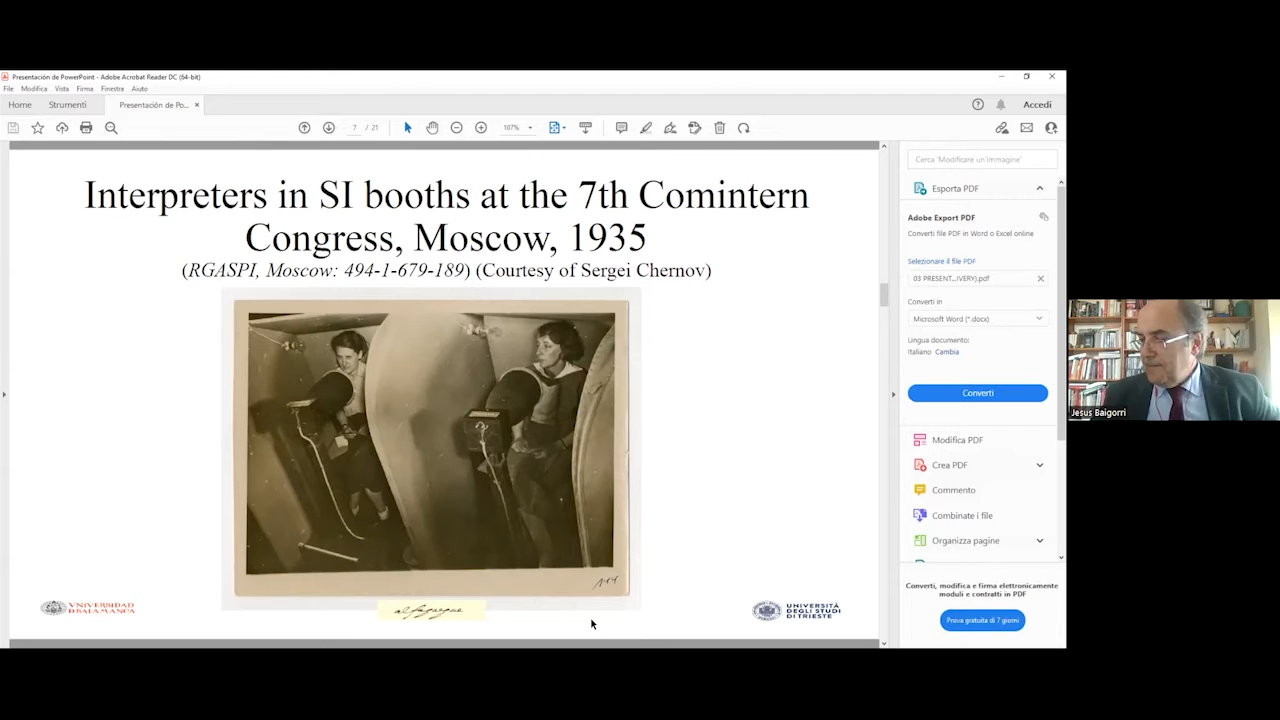 Presentación de PowerPoint - Adobe Acrobat Reader DC (64-bit)
File Modifica Vista Firma Finestra Aiuto
Home Strumenti Presentación de Po... × Accedi
7 / 21 107%
Interpreters in SI booths at the 7th Comintern
Congress, Moscow, 1935
(RGASPI, Moscow: 494-1-679-189) (Courtesy of Sergei Chernov)
UNIVERSIDAD
DE SALAMANCA
alfaqueque
UNIVERSITÀ
DEGLI STUDI
DI TRIESTE
Cerca 'Modificare un'immagine'
Esporta PDF
Adobe Export PDF
Converti file PDF in Word o Excel online
Selezionare il file PDF
03 PRESENT...IVERY).pdf
Converti in
Microsoft Word (*.docx)
Lingua documento:
Italiano Cambia
Converti
Modifica PDF
Crea PDF
Commento
Combinate i file
Organizza pagine
Converti, modifica e firma elettronicamente
moduli e contratti in PDF
Prova gratuita di 7 giorni
Jesus Baigorri